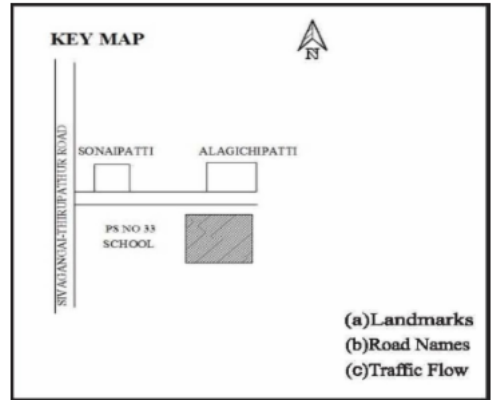 KEY MAP
N
SIVAGANGAI-THIRUPATHUR ROAD
SONAIPATTI
ALAGICHIPATTI
PS NO 33
SCHOOL
(a)Landmarks
(b)Road Names
(c)Traffic Flow